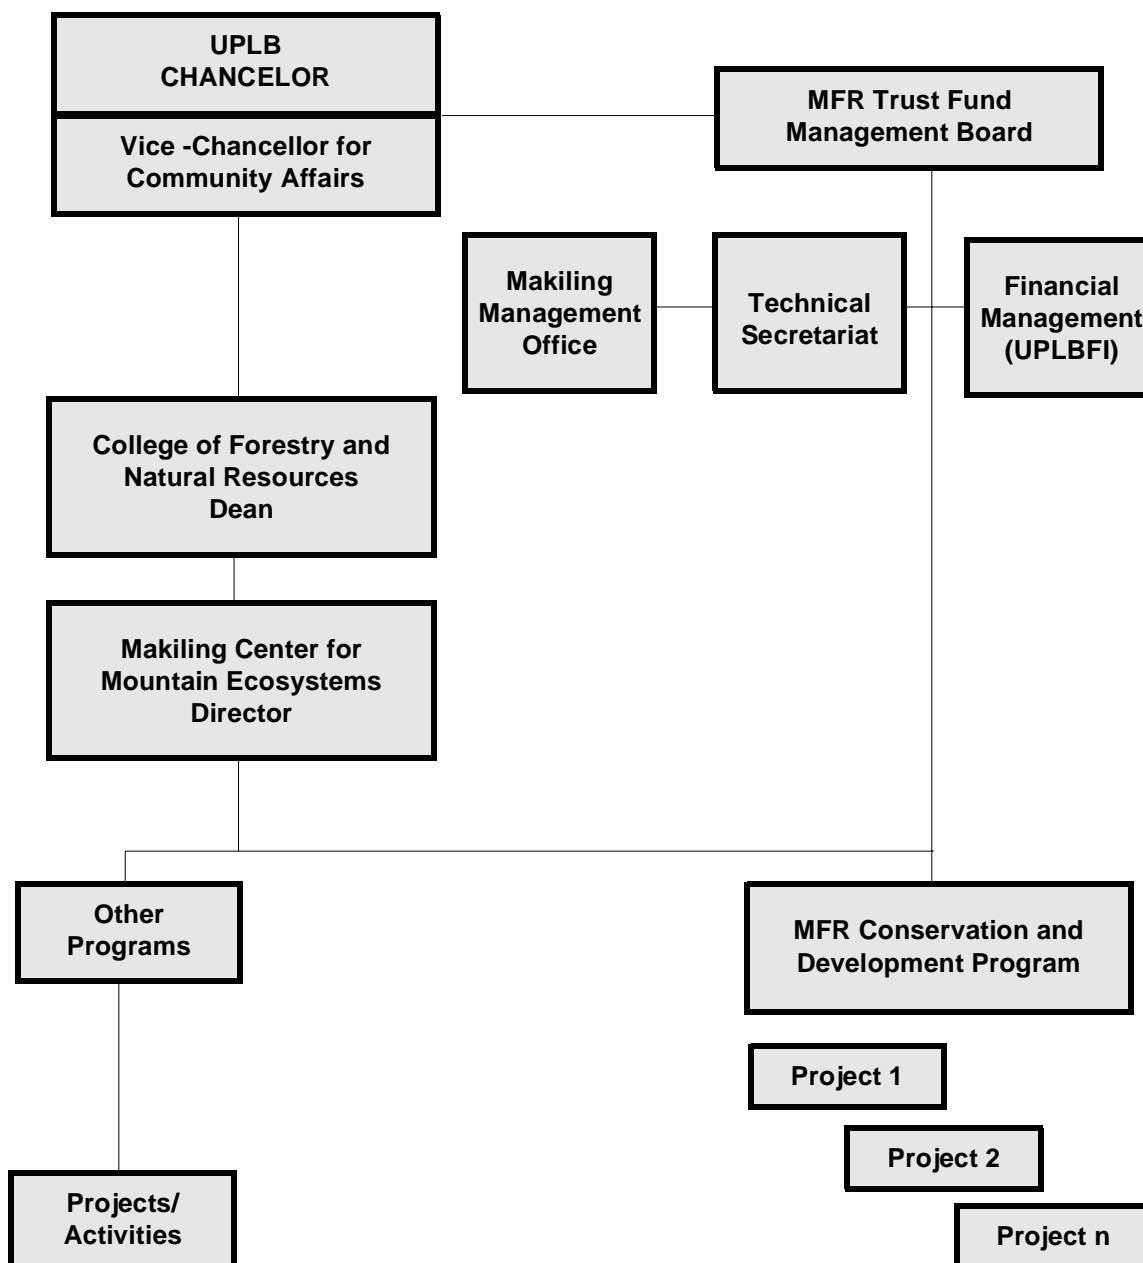 UPLB
CHANCELOR
Vice -Chancellor for
Community Affairs
MFR Trust Fund
Management Board
Makiling
Management
Office
Technical
Secretariat
Financial
Management
(UPLBFI)
College of Forestry and
Natural Resources
Dean
Makiling Center for
Mountain Ecosystems
Director
Other
Programs
MFR Conservation and
Development Program
Project 1
Project 2
Projects/
Activities
Project n